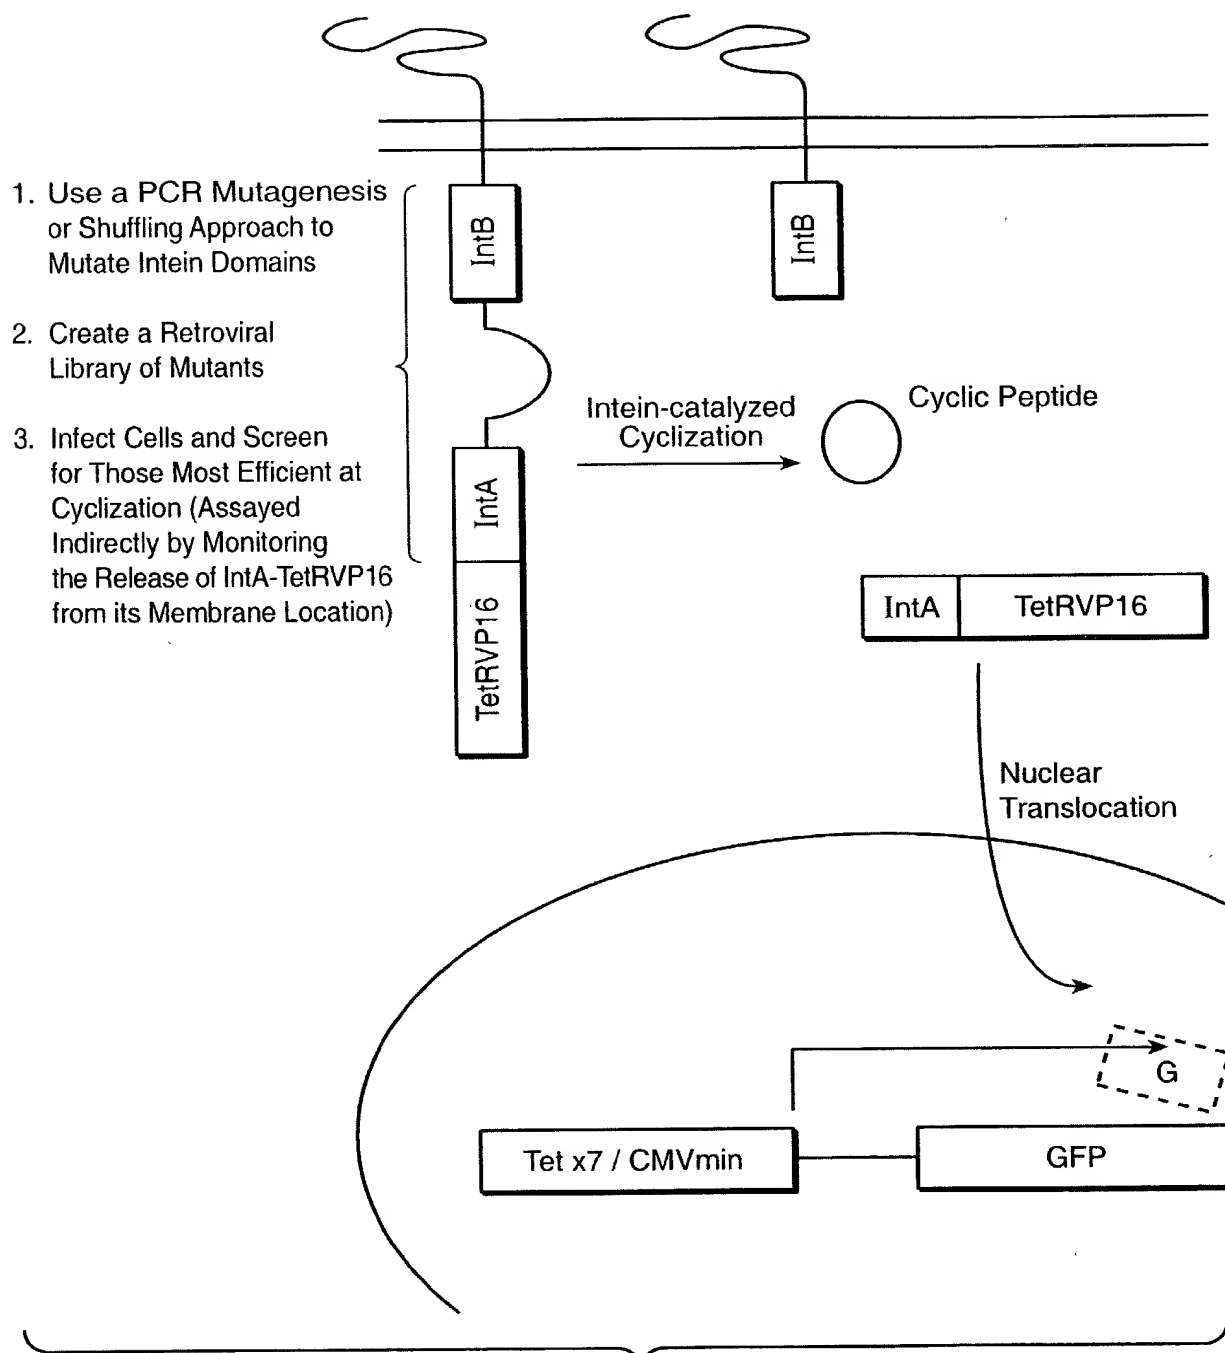 IntB
IntB
1. Use a PCR Mutagenesis
or Shuffling Approach to
Mutate Intein Domains
2. Create a Retroviral
Library of Mutants
3. Infect Cells and Screen
for Those Most Efficient at
Cyclization (Assayed
Indirectly by Monitoring
the Release of IntA-TetRVP16
from its Membrane Location)
Intein-catalyzed
Cyclization
Cyclic Peptide
IntA
TetRVP16
IntA
TetRVP16
Nuclear
Translocation
G
Tet x7 / CMVmin
GFP